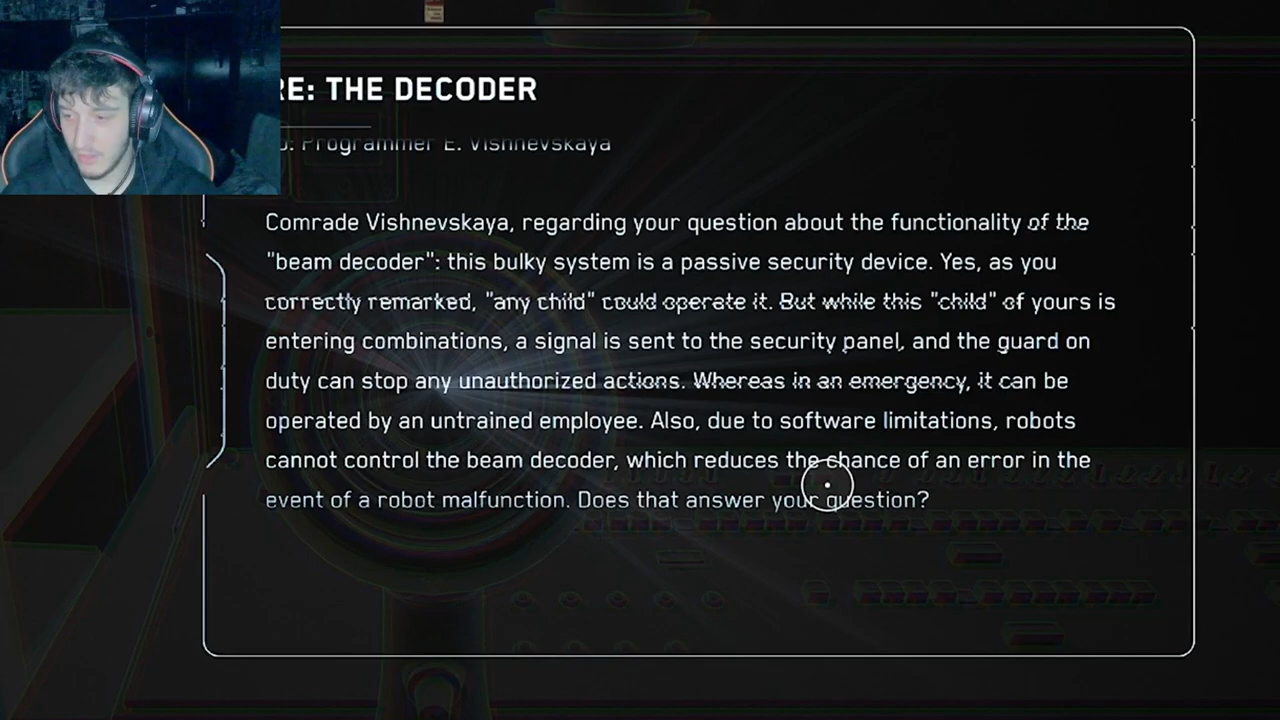 RE: THE DECODER
: Programmer E. Vishnevskaya
Comrade Vishnevskaya, regarding your question about the functionality of the
"beam decoder": this bulky system is a passive security device. Yes, as you
correctly remarked, "any child" could operate it. But while this "child" of yours is
entering combinations, a signal is sent to the security panel, and the guard on
duty can stop any unauthorized actions. Whereas in an emergency, it can be
operated by an untrained employee. Also, due to software limitations, robots
cannot control the beam decoder, which reduces the chance of an error in the
event of a robot malfunction. Does that answer your question?